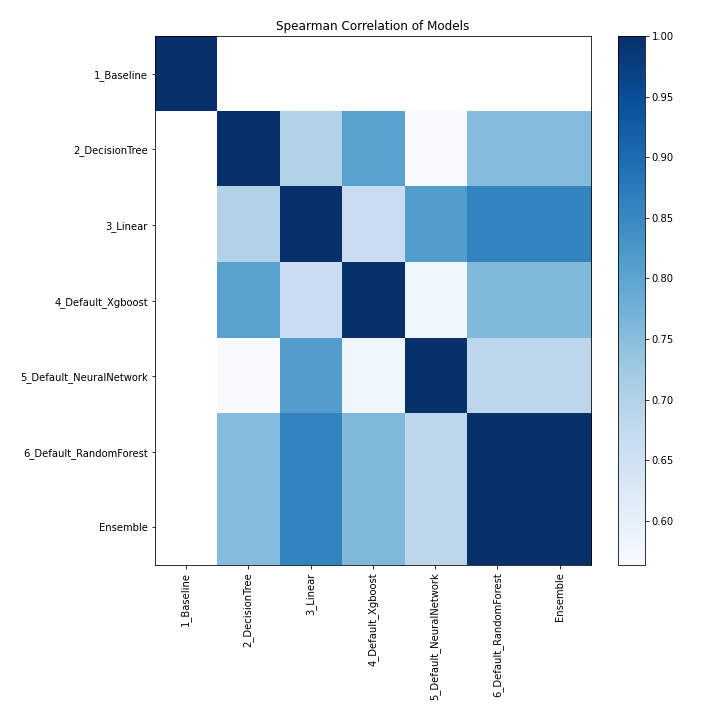 Spearman Correlation of Models
1_Baseline
2_DecisionTree
3_Linear
4_Default_Xgboost
5_Default_NeuralNetwork
6_Default_RandomForest
Ensemble
1_Baseline
2_DecisionTree
3_Linear
4_Default_Xgboost
5_Default_NeuralNetwork
6_Default_RandomForest
Ensemble
1.00
0.95
0.90
0.85
0.80
0.75
0.70
0.65
0.60